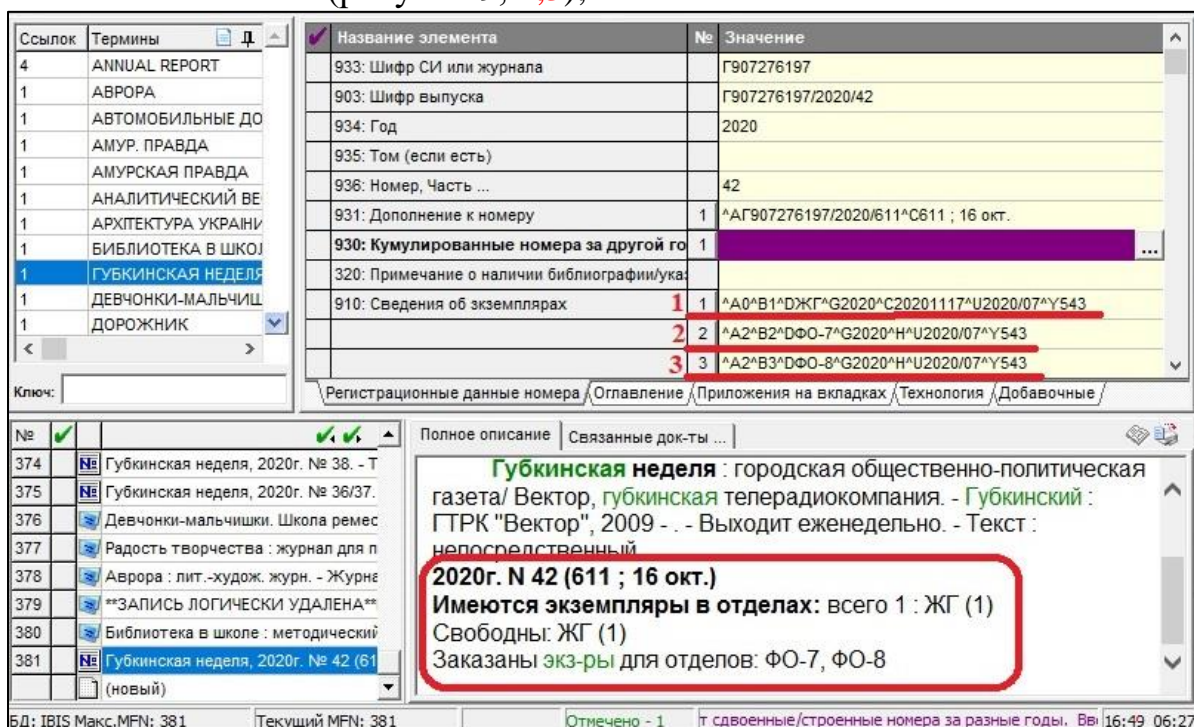 Ссылок Термины
4 ANNUAL REPORT
1 АВРОРА
1 АВТОМОБИЛЬНЫЕ ДО
1 АМУР. ПРАВДА
1 АМУРСКАЯ ПРАВДА
1 АНАЛИТИЧЕСКИЙ ВЕ
1 АРХІТЕКТУРА УКРАІНИ
1 БИБЛИОТЕКА В ШКОЛ
1 ГУБКИНСКАЯ НЕДЕЛЯ
1 ДЕВЧОНКИ-МАЛЬЧИШ
1 ДОРОЖНИК
Ключ:
Название элемента № Значение
933: Шифр СИ или журнала Г907276197
903: Шифр выпуска Г907276197/2020/42
934: Год 2020
935: Том (если есть)
936: Номер, Часть ... 42
931: Дополнение к номеру 1 ^AГ907276197/2020/611^C611 ; 16 окт.
930: Кумулированные номера за другой го 1 ...
320: Примечание о наличии библиографии/ука
910: Сведения об экземплярах 1 1 ^A0^B1^DЖГ^G2020^C20201117^U2020/07^Y543
2 2 ^A2^B2^DФО-7^G2020^H^U2020/07^Y543
3 3 ^A2^B3^DФО-8^G2020^H^U2020/07^Y543
Регистрационные данные номера Оглавление Приложения на вкладках Технология Добавочные
№
374 № Губкинская неделя, 2020г. № 38. - Т
375 № Губкинская неделя, 2020г. № 36/37.
376 Девчонки-мальчишки. Школа ремес
377 Радость творчества : журнал для п
378 Аврора : лит.-худож. журн. - Журна
379 **ЗАПИСЬ ЛОГИЧЕСКИ УДАЛЕНА**
380 Библиотека в школе : методический
381 № Губкинская неделя, 2020г. № 42 (61
(новый)
Полное описание Связанные док-ты ...
Губкинская неделя : городская общественно-политическая
газета/ Вектор, губкинская телерадиокомпания. - Губкинский :
ГТРК "Вектор", 2009 - . - Выходит еженедельно. - Текст :
непосредственный
2020г. N 42 (611 ; 16 окт.)
Имеются экземпляры в отделах: всего 1 : ЖГ (1)
Свободны: ЖГ (1)
Заказаны экз-ры для отделов: ФО-7, ФО-8
БД: IBIS Макс.MFN: 381 Текущий MFN: 381 Отмечено - 1 т сдвоенные/строенные номера за разные годы. Вв 16:49 06:27